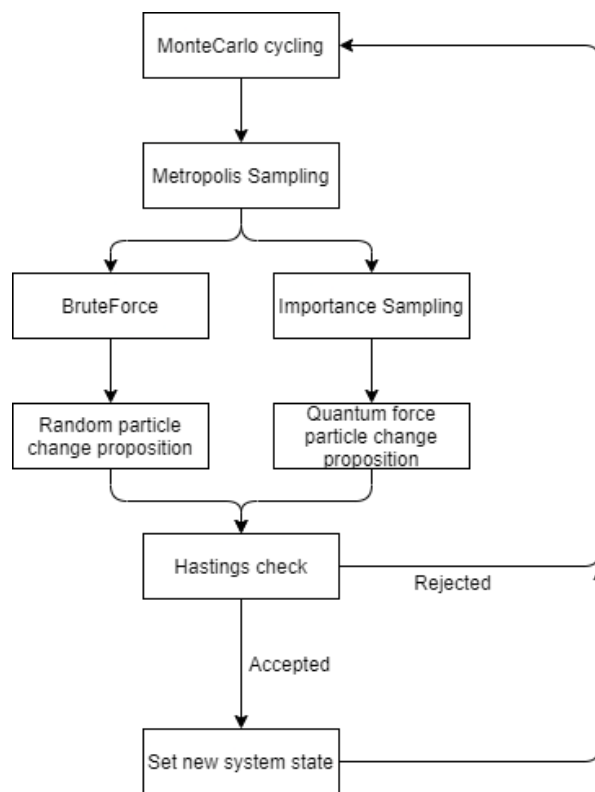 MonteCarlo cycling
Metropolis Sampling
BruteForce
Importance Sampling
Random particle
change proposition
Quantum force
particle change
proposition
Hastings check
Rejected
Accepted
Set new system state